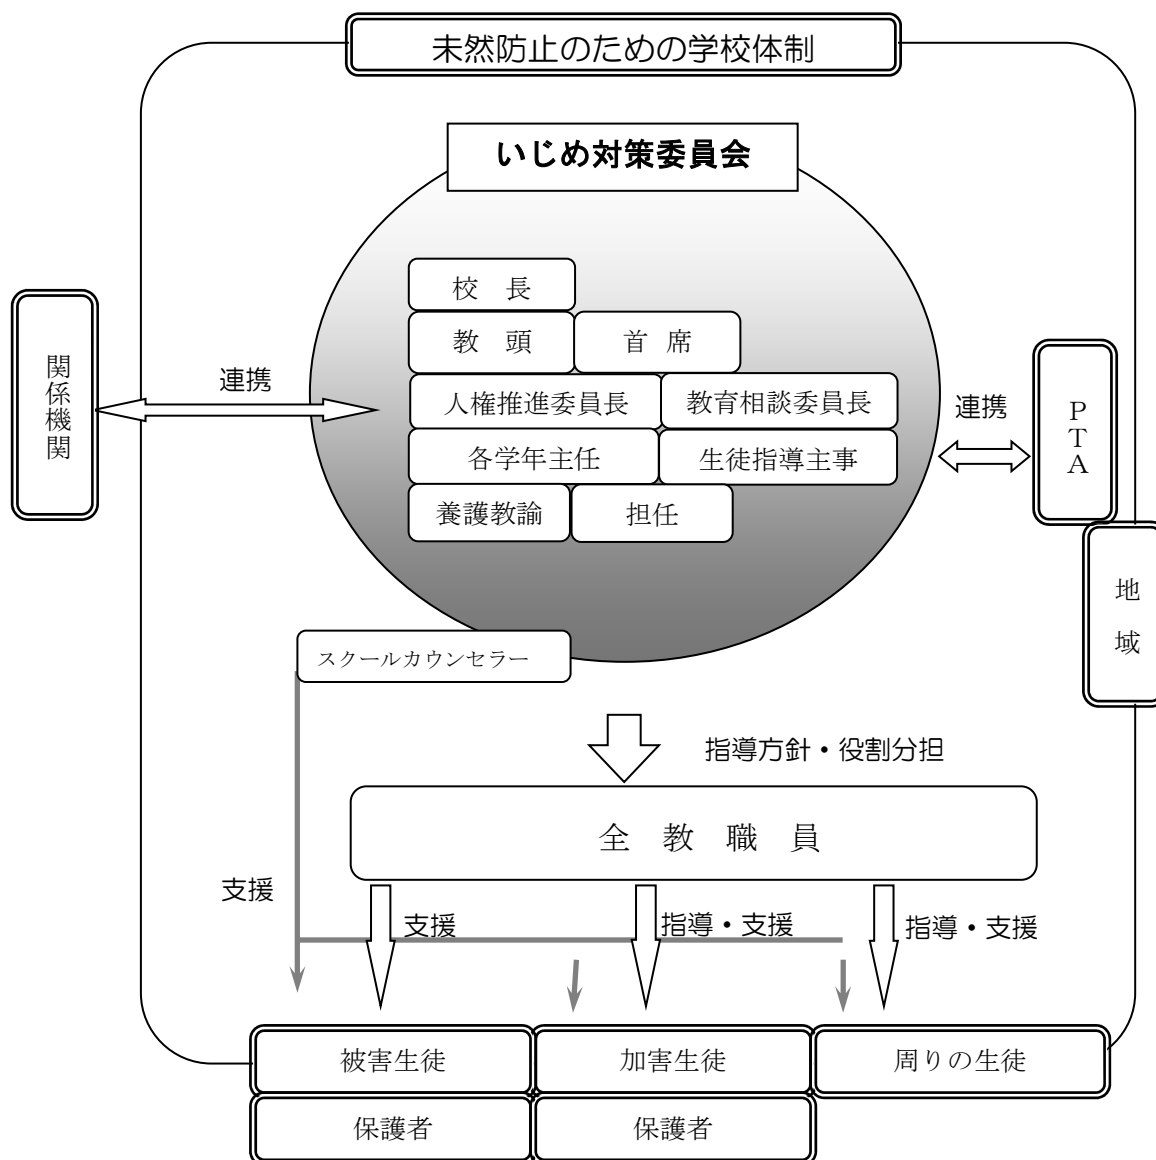 未然防止のための学校体制
いじめ対策委員会
校 長
教 頭
首 席
人権推進委員長
教育相談委員長
各学年主任
生徒指導主事
養護教諭
担任
関係機関
連携
連携
PTA
地域
スクールカウンセラー
指導方針・役割分担
全 教 職 員
支援
支援
指導・支援
指導・支援
被害生徒
加害生徒
周りの生徒
保護者
保護者